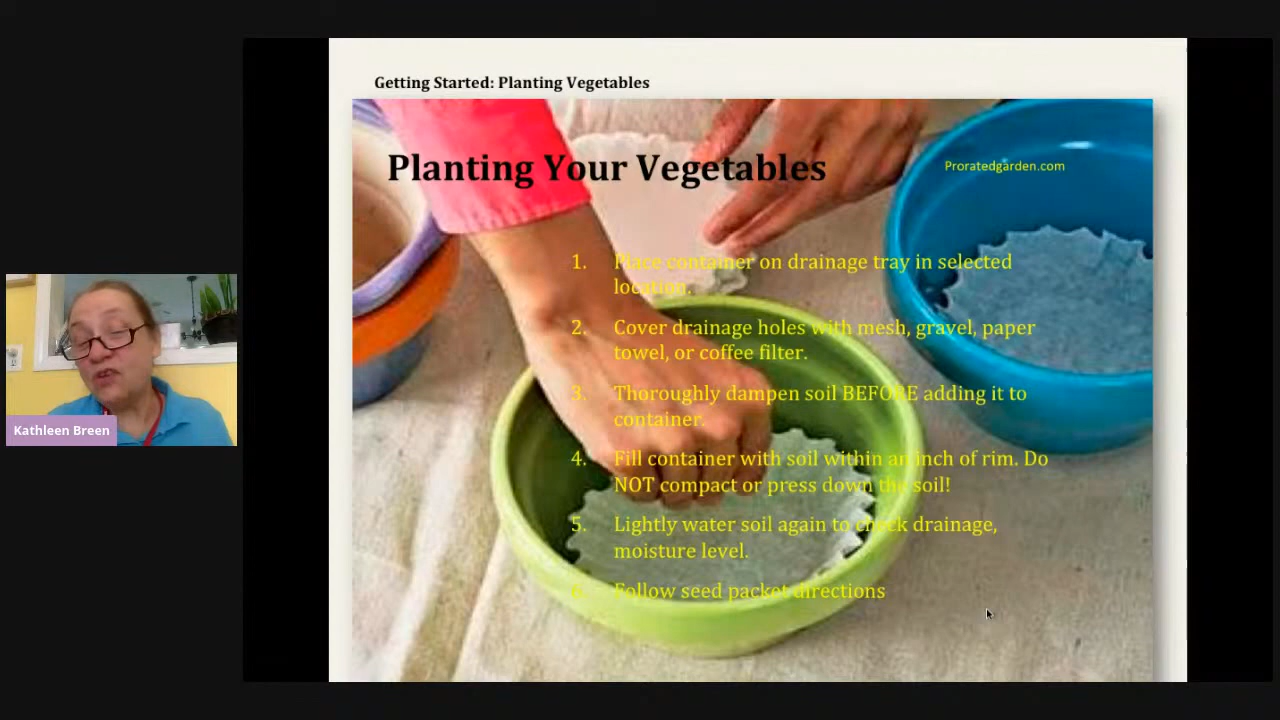 Getting Started: Planting Vegetables
Planting Your Vegetables
Proratedgarden.com
1. Place container on drainage tray in selected
location.
2. Cover drainage holes with mesh, gravel, paper
towel, or coffee filter.
3. Thoroughly dampen soil BEFORE adding it to
container.
4. Fill container with soil within an inch of rim. Do
NOT compact or press down the soil!
5. Lightly water soil again to check drainage,
moisture level.
6. Follow seed packet directions
Kathleen Breen